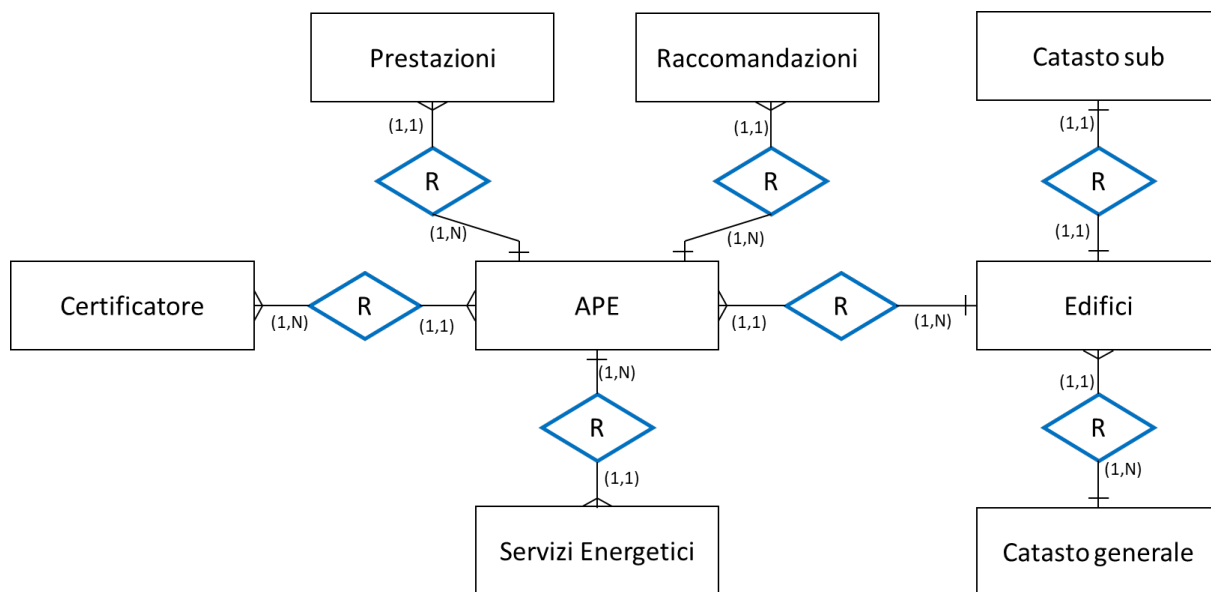 Prestazioni
Raccomandazioni
Catasto sub
(1,1)
(1,1)
(1,1)
R
R
R
(1,N)
(1,N)
(1,1)
Certificatore
(1,N)
R
(1,1)
APE
(1,1)
R
(1,N)
Edifici
(1,N)
(1,1)
R
R
(1,1)
(1,N)
Servizi Energetici
Catasto generale